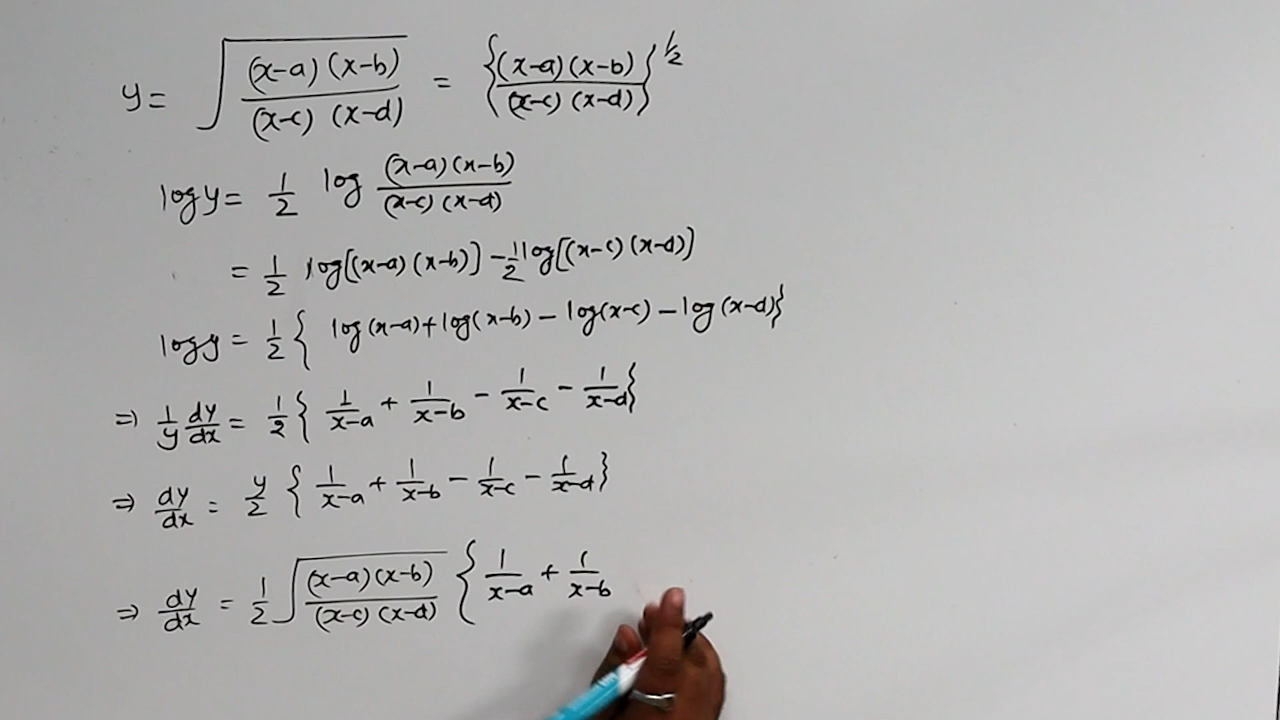 y = √((x-a)(x-b)/(x-c)(x-d)) = {(x-a)(x-b)/(x-c)(x-d)}^1/2
log y = 1/2 log (x-a)(x-b)/(x-c)(x-d)
= 1/2 log[(x-a)(x-b)] - 1/2 log[(x-c)(x-d)]
log y = 1/2 { log(x-a) + log(x-b) - log(x-c) - log(x-d)}
⇒ 1/y dy/dx = 1/2 { 1/(x-a) + 1/(x-b) - 1/(x-c) - 1/(x-d)}
⇒ dy/dx = y/2 { 1/(x-a) + 1/(x-b) - 1/(x-c) - 1/(x-d)}
⇒ dy/dx = 1/2 √((x-a)(x-b)/(x-c)(x-d)) { 1/(x-a) + 1/(x-b)